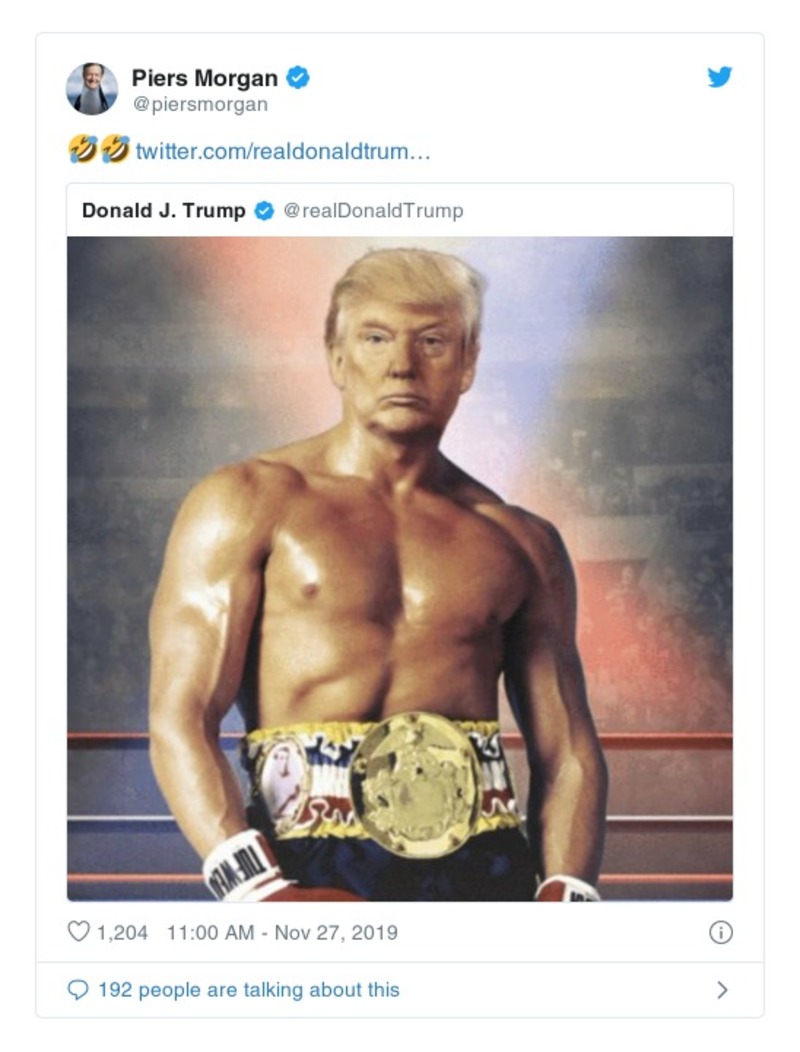 Piers Morgan
@piersmorgan
🤣🤣 twitter.com/realdonaldtrum…
Donald J. Trump @realDonaldTrump
1,204 11:00 AM - Nov 27, 2019
192 people are talking about this